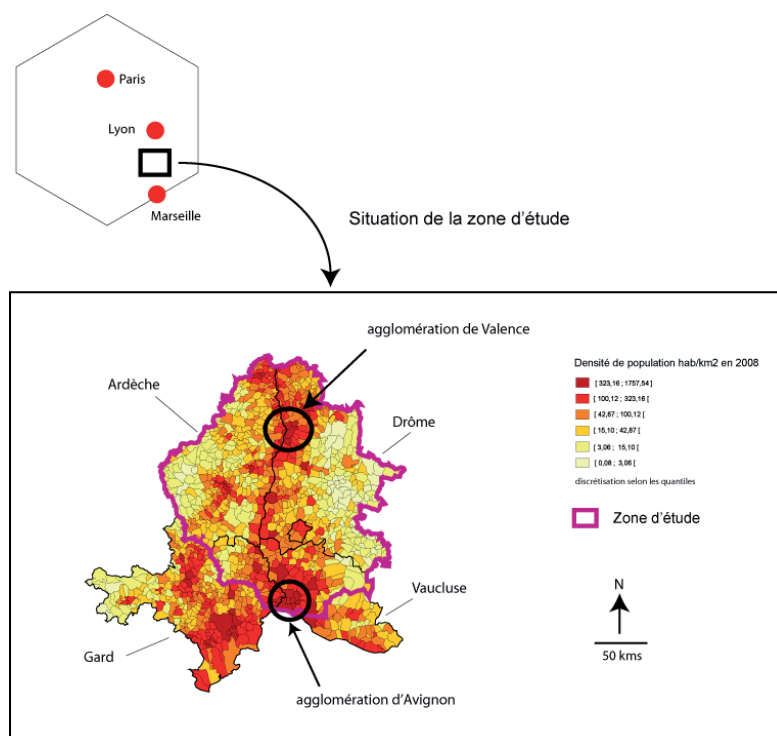 Paris
Lyon
Marseille
Situation de la zone d'étude
agglomération de Valence
Densité de population hab/km2 en 2008
[ 323,16 ; 1757,54 ]
[ 100,12 ; 323,16 [
[ 42,87 ; 100,12 [
[ 15,10 ; 42,87 [
[ 3,06 ; 15,10 [
[ 0,08 ; 3,06 [
discrétisation selon les quantiles
Zone d'étude
Ardèche
Drôme
Vaucluse
Gard
agglomération d'Avignon
N
50 kms